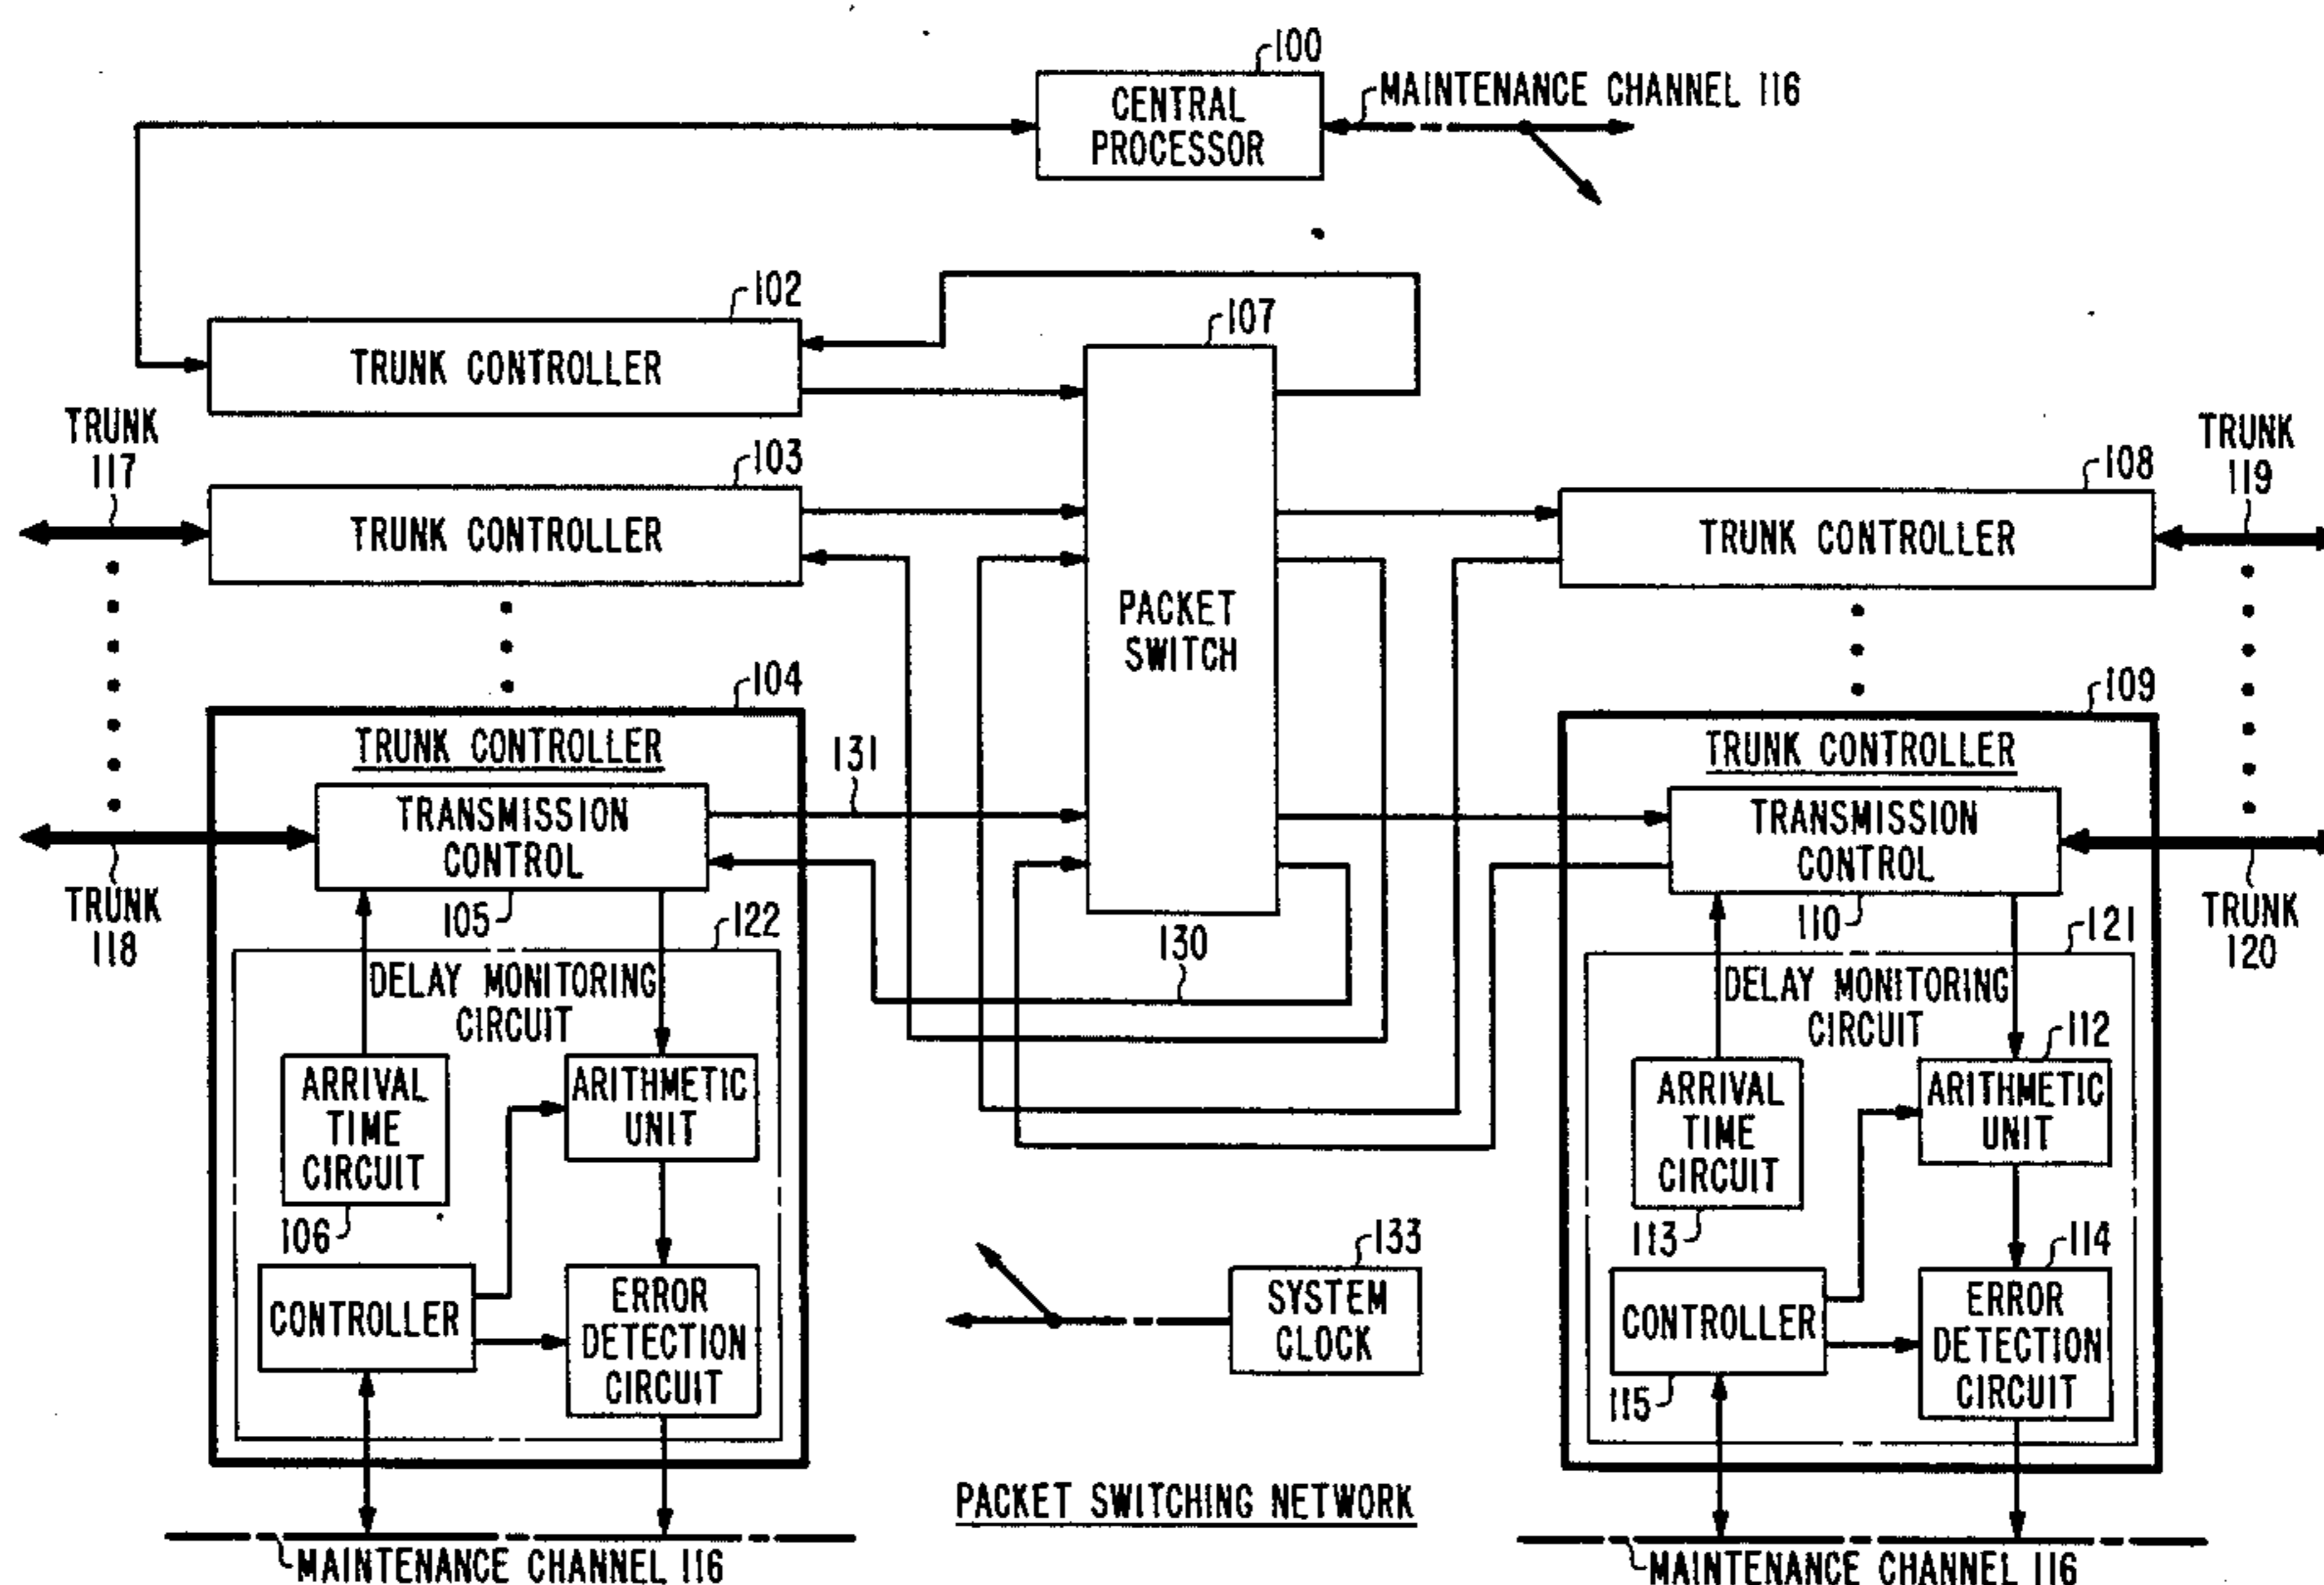 100
CENTRAL
PROCESSOR
MAINTENANCE CHANNEL 116
102
TRUNK CONTROLLER
107
PACKET
SWITCH
TRUNK
117
103
TRUNK CONTROLLER
108
TRUNK CONTROLLER
TRUNK
119
104
TRUNK CONTROLLER
TRANSMISSION
CONTROL
105
131
130
TRUNK
118
122
DELAY MONITORING
CIRCUIT
ARRIVAL
TIME
CIRCUIT
106
ARITHMETIC
UNIT
CONTROLLER
ERROR
DETECTION
CIRCUIT
MAINTENANCE CHANNEL 116
133
SYSTEM
CLOCK
PACKET SWITCHING NETWORK
109
TRUNK CONTROLLER
TRANSMISSION
CONTROL
110
TRUNK
120
121
DELAY MONITORING
CIRCUIT
112
ARRIVAL
TIME
CIRCUIT
113
ARITHMETIC
UNIT
114
CONTROLLER
115
ERROR
DETECTION
CIRCUIT
MAINTENANCE CHANNEL 116